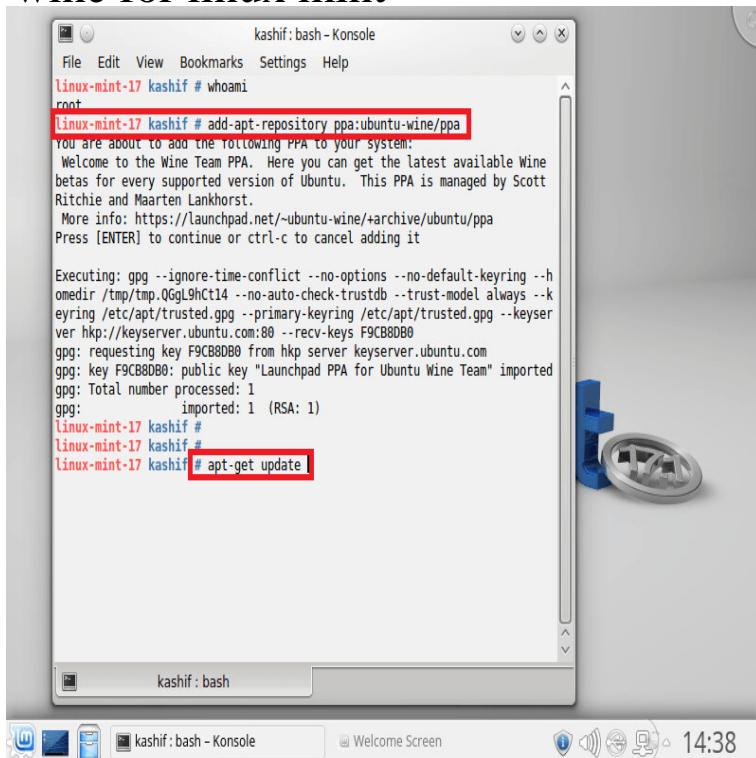 wine for linux mint
kashif : bash – Konsole
File Edit View Bookmarks Settings Help
linux-mint-17 kashif # whoami
root
linux-mint-17 kashif # add-apt-repository ppa:ubuntu-wine/ppa
You are about to add the following PPA to your system:
Welcome to the Wine Team PPA. Here you can get the latest available Wine
betas for every supported version of Ubuntu. This PPA is managed by Scott
Ritchie and Maarten Lankhorst.
More info: https://launchpad.net/~ubuntu-wine/+archive/ubuntu/ppa
Press [ENTER] to continue or ctrl-c to cancel adding it
Executing: gpg --ignore-time-conflict --no-options --no-default-keyring --h
omedir /tmp/tmp.QGgL9hCt14 --no-auto-check-trustdb --trust-model always --k
eyring /etc/apt/trusted.gpg --primary-keyring /etc/apt/trusted.gpg --keyser
ver hkp://keyserver.ubuntu.com:80 --recv-keys F9CB8DB0
gpg: requesting key F9CB8DB0 from hkp server keyserver.ubuntu.com
gpg: key F9CB8DB0: public key "Launchpad PPA for Ubuntu Wine Team" imported
gpg: Total number processed: 1
gpg: imported: 1 (RSA: 1)
linux-mint-17 kashif #
linux-mint-17 kashif #
linux-mint-17 kashif # apt-get update
17.1
kashif : bash
kashif : bash – Konsole
Welcome Screen
14:38